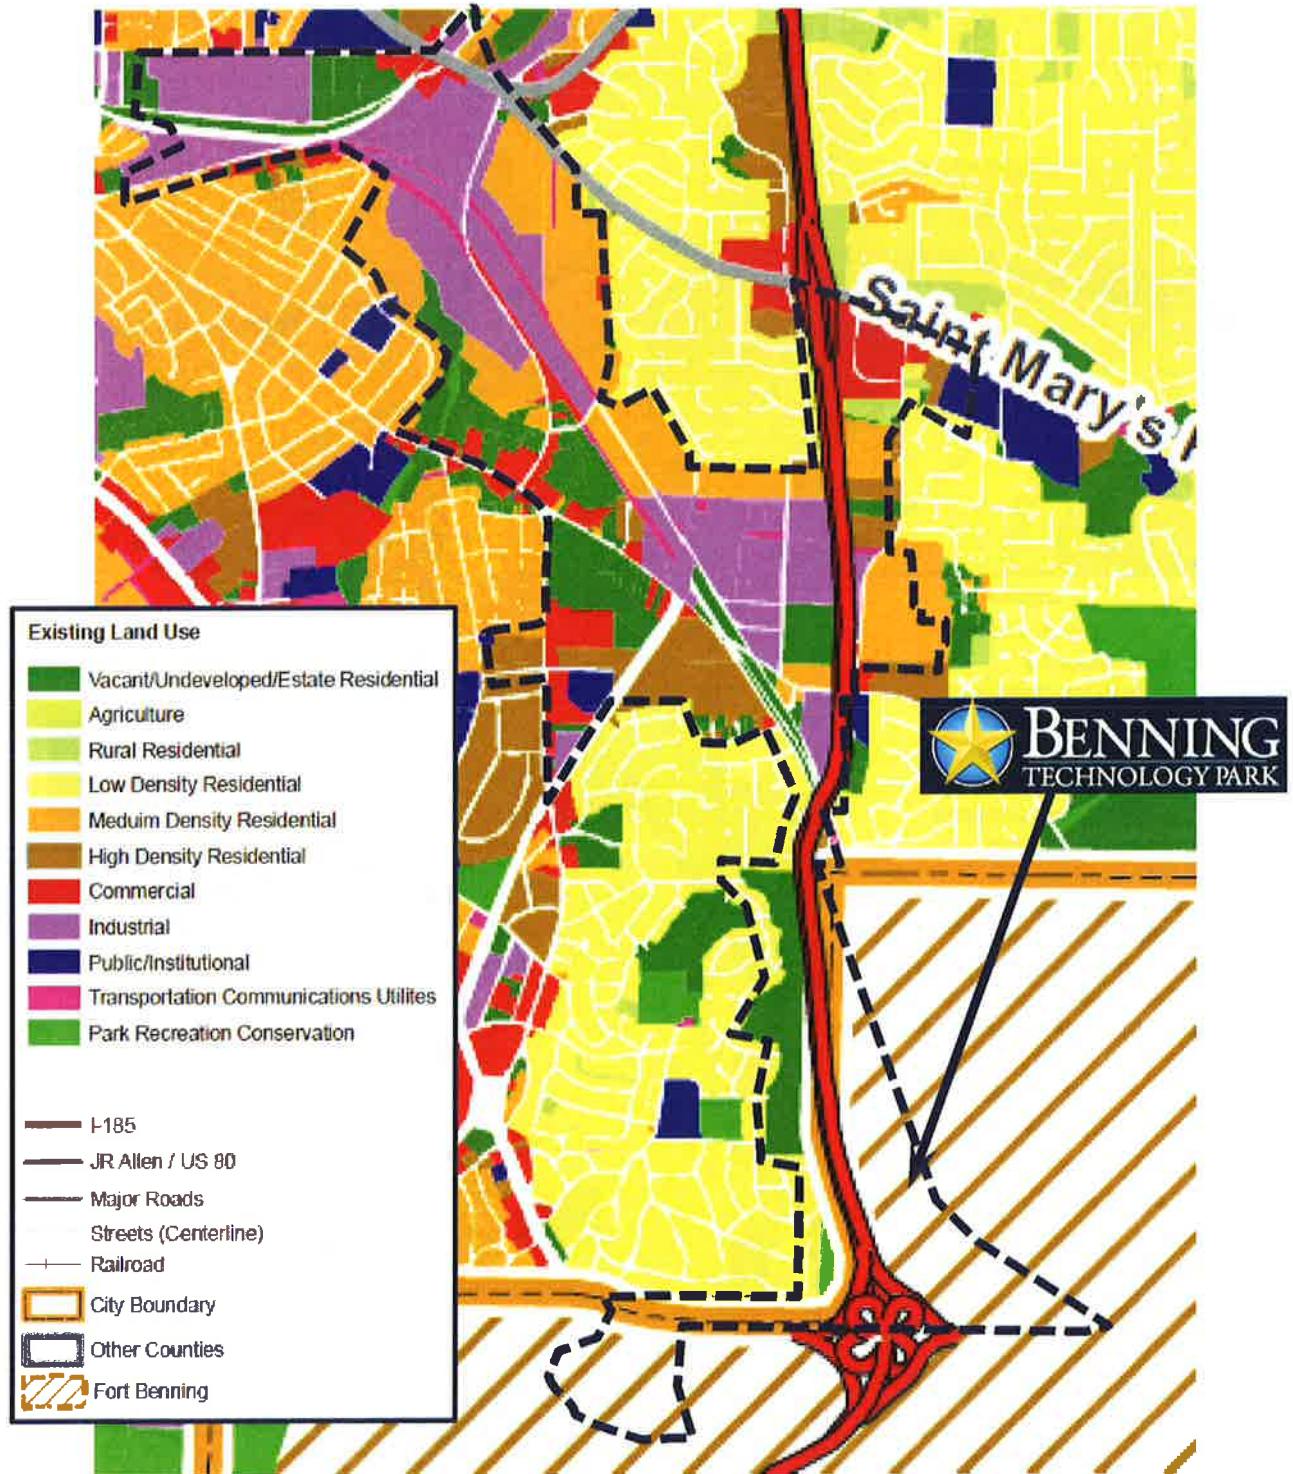 Saint Mary's
Existing Land Use
Vacant/Undeveloped/Estate Residential
Agriculture
Rural Residential
Low Density Residential
Meduim Density Residential
High Density Residential
Commercial
Industrial
Public/Institutional
Transportation Communications Utilites
Park Recreation Conservation
I-185
JR Allen / US 80
Major Roads
Streets (Centerline)
Railroad
City Boundary
Other Counties
Fort Benning
BENNING
TECHNOLOGY PARK